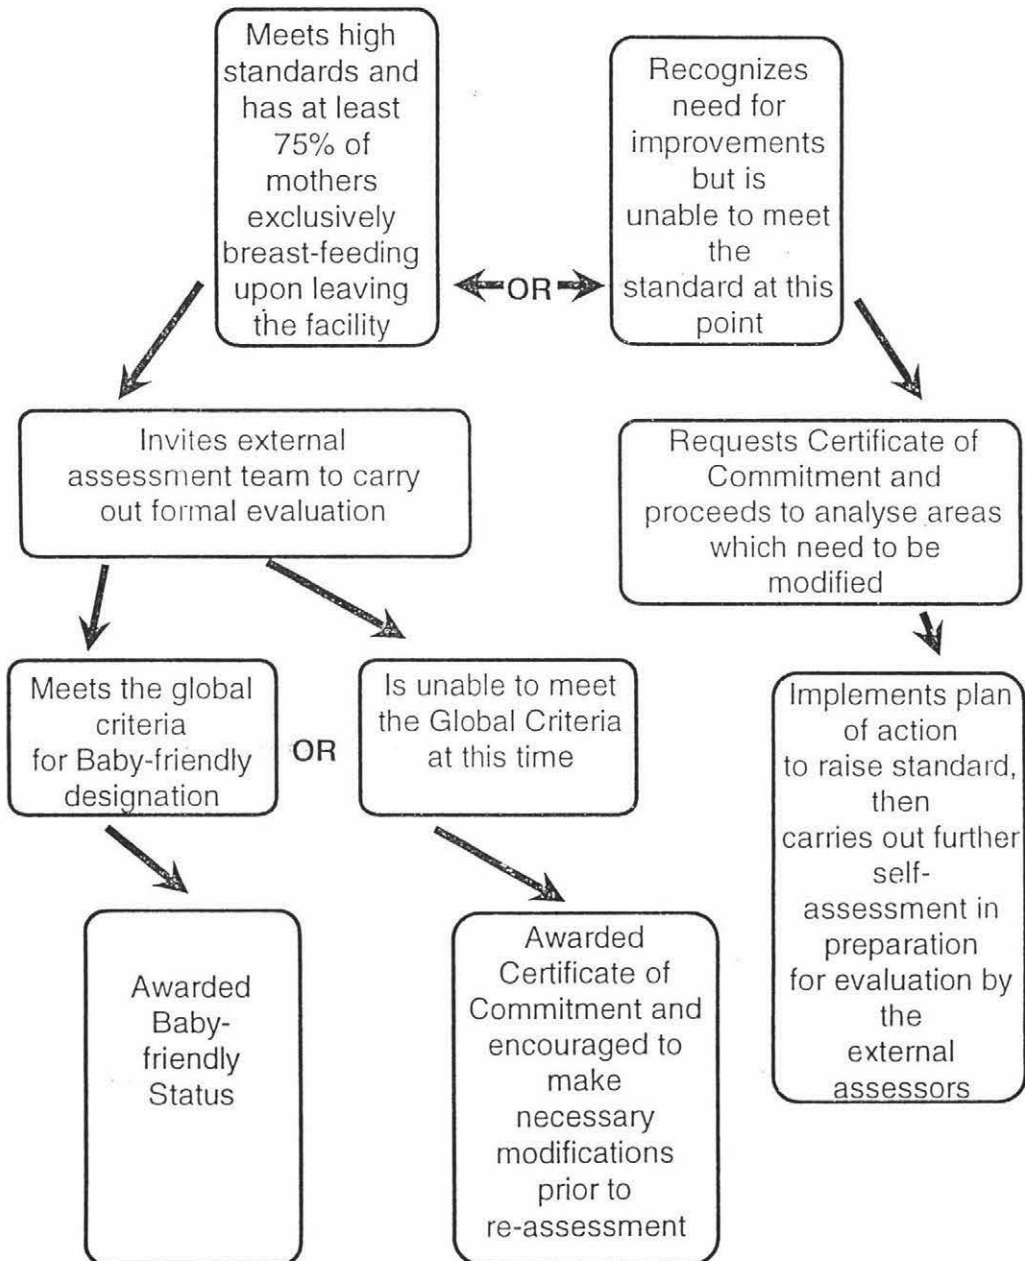 Meets high
standards and
has at least
75% of
mothers
exclusively
breast-feeding
upon leaving
the facility
OR
Recognizes
need for
improvements
but is
unable to meet
the
standard at this
point
Invites external
assessment team to carry
out formal evaluation
Requests Certificate of
Commitment and
proceeds to analyse areas
which need to be
modified
Meets the global
criteria
for Baby-friendly
designation
OR
Is unable to meet
the Global Criteria
at this time
Implements plan
of action
to raise standard,
then
carries out further
self-
assessment in
preparation
for evaluation by
the
external
assessors
Awarded
Baby-
friendly
Status
Awarded
Certificate of
Commitment and
encouraged to
make
necessary
modifications
prior to
re-assessment